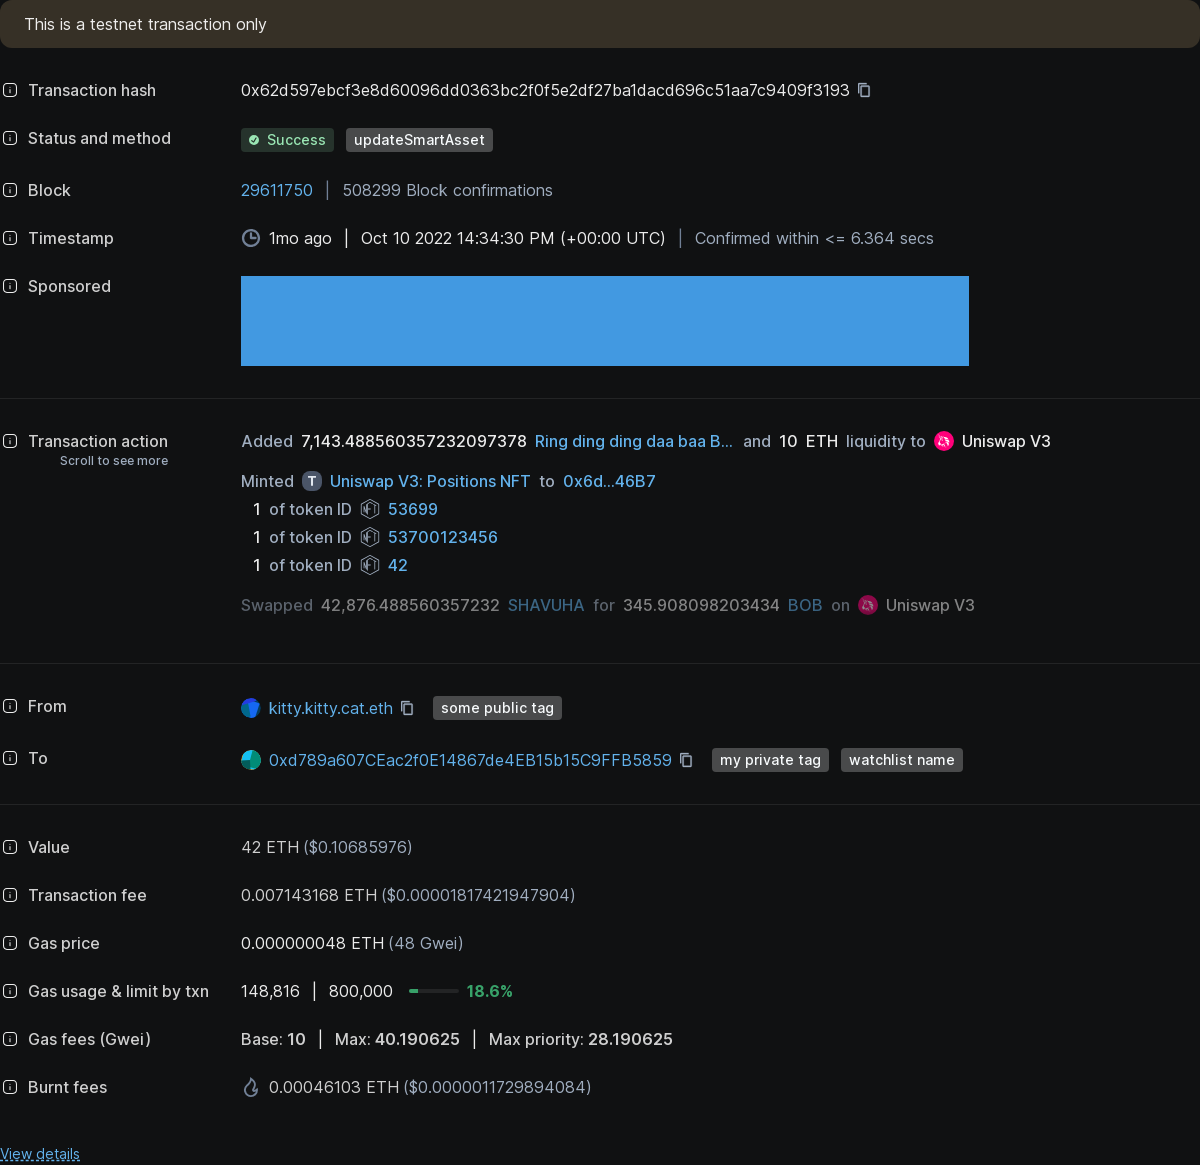 This is a testnet transaction only
Transaction hash 0x62d597ebcf3e8d60096dd0363bc2f0f5e2df27ba1dacd696c51aa7c9409f3193
Status and method Success updateSmartAsset
Block 29611750 | 508299 Block confirmations
Timestamp 1mo ago | Oct 10 2022 14:34:30 PM (+00:00 UTC) | Confirmed within <= 6.364 secs
Sponsored
Transaction action Added 7,143.488560357232097378 Ring ding ding daa baa B... and 10 ETH liquidity to Uniswap V3
Scroll to see more
Minted T Uniswap V3: Positions NFT to 0x6d...46B7
1 of token ID NFT 53699
1 of token ID NFT 53700123456
1 of token ID NFT 42
Swapped 42,876.488560357232 SHAVUHA for 345.908098203434 BOB on Uniswap V3
From kitty.kitty.cat.eth some public tag
To 0xd789a607CEac2f0E14867de4EB15b15C9FFB5859 my private tag watchlist name
Value 42 ETH ($0.10685976)
Transaction fee 0.007143168 ETH ($0.00001817421947904)
Gas price 0.000000048 ETH (48 Gwei)
Gas usage & limit by txn 148,816 | 800,000 18.6%
Gas fees (Gwei) Base: 10 | Max: 40.190625 | Max priority: 28.190625
Burnt fees 0.00046103 ETH ($0.0000011729894084)
View details